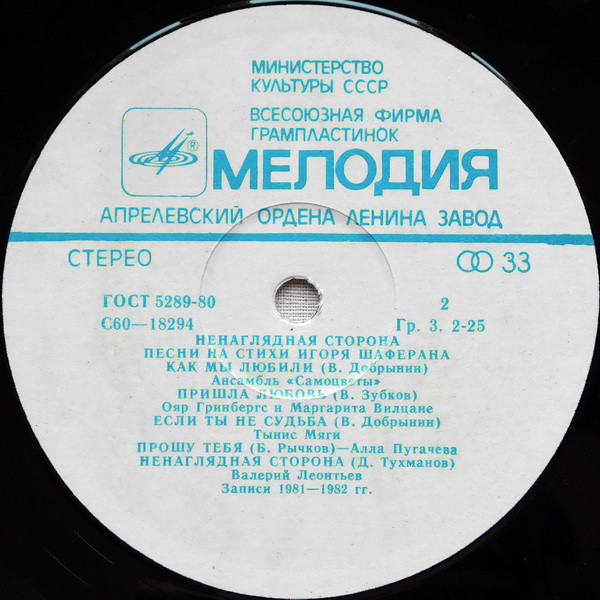 МИНИСТЕРСТВО
КУЛЬТУРЫ СССР
ВСЕСОЮЗНАЯ ФИРМА
ГРАМПЛАСТИНОК
®
МЕЛОДИЯ
АПРЕЛЕВСКИЙ ОРДЕНА ЛЕНИНА ЗАВОД
СТЕРЕО 33
ГОСТ 5289-80 2
С60—18294 Гр. 3. 2-25
НЕНАГЛЯДНАЯ СТОРОНА
ПЕСНИ НА СТИХИ ИГОРЯ ШАФЕРАНА
КАК МЫ ЛЮБИЛИ (В. Добрынин)
Ансамбль «Самоцветы»
ПРИШЛА ЛЮБОВЬ (В. Зубков)
Ояр Гринбергс и Маргарита Вилцане
ЕСЛИ ТЫ НЕ СУДЬБА (В. Добрынин)
Тынис Мяги
ПРОШУ ТЕБЯ (Б. Рычков)—Алла Пугачева
НЕНАГЛЯДНАЯ СТОРОНА (Д. Тухманов)
Валерий Леонтьев
Записи 1981—1982 гг.